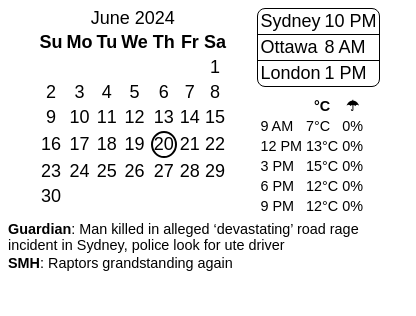 June 2024
Su Mo Tu We Th Fr Sa
1
2 3 4 5 6 7 8
9 10 11 12 13 14 15
16 17 18 19 20 21 22
23 24 25 26 27 28 29
30
Sydney 10 PM
Ottawa 8 AM
London 1 PM
°C ☂
9 AM 7°C 0%
12 PM 13°C 0%
3 PM 15°C 0%
6 PM 12°C 0%
9 PM 12°C 0%
Guardian: Man killed in alleged ‘devastating’ road rage
incident in Sydney, police look for ute driver
SMH: Raptors grandstanding again